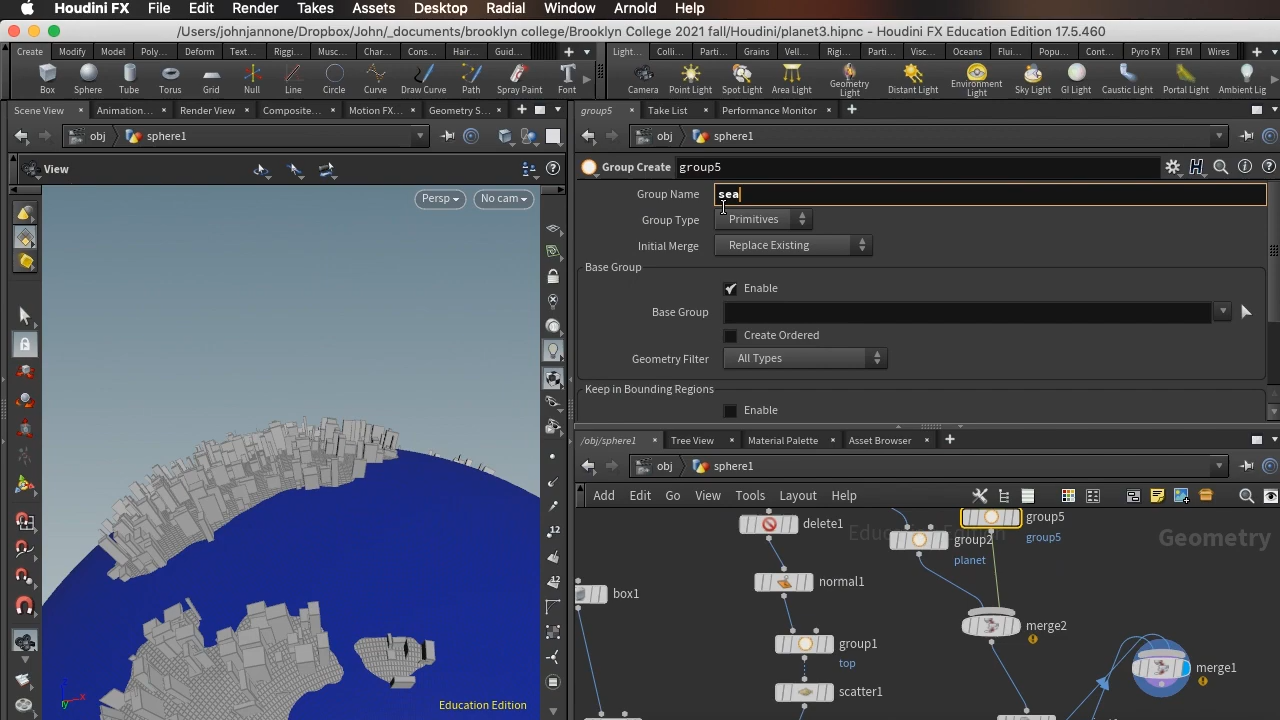 Houdini FX File Edit Render Takes Assets Desktop Radial Window Arnold Help
/Users/johnjannone/Dropbox/John/_documents/brooklyn college/Brooklyn College 2021 fall/Houdini/planet3.hipnc - Houdini FX Education Edition 17.5.460
Create Modify Model Poly... Deform Text... Riggi... Musc... Char... Cons... Hair... Guid... Light... Colli... Parti... Grains Vell... Rigi... Parti... Visc... Oceans Flui... Popu... Cont... Pyro FX FEM Wires
Box Sphere Tube Torus Grid Null Line Circle Curve Draw Curve Path Spray Paint Font Camera Point Light Spot Light Area Light Geometry Light Distant Light Environment Light Sky Light GI Light Caustic Light Portal Light Ambient Lig
Scene View Animation... Render View Composite... Motion FX... Geometry S... group5 Take List Performance Monitor
obj sphere1 obj sphere1
View
Persp No cam
Group Create group5
Group Name sea
Group Type Primitives
Initial Merge Replace Existing
Base Group
Enable
Base Group
Create Ordered
Geometry Filter All Types
Keep in Bounding Regions
Enable
/obj/sphere1 Tree View Material Palette Asset Browser
obj sphere1
Add Edit Go View Tools Layout Help
Education Edition
Geometry
delete1
group2
planet
group5
group5
normal1
box1
merge2
group1
top
merge1
scatter1
12
42
z x y
Education Edition